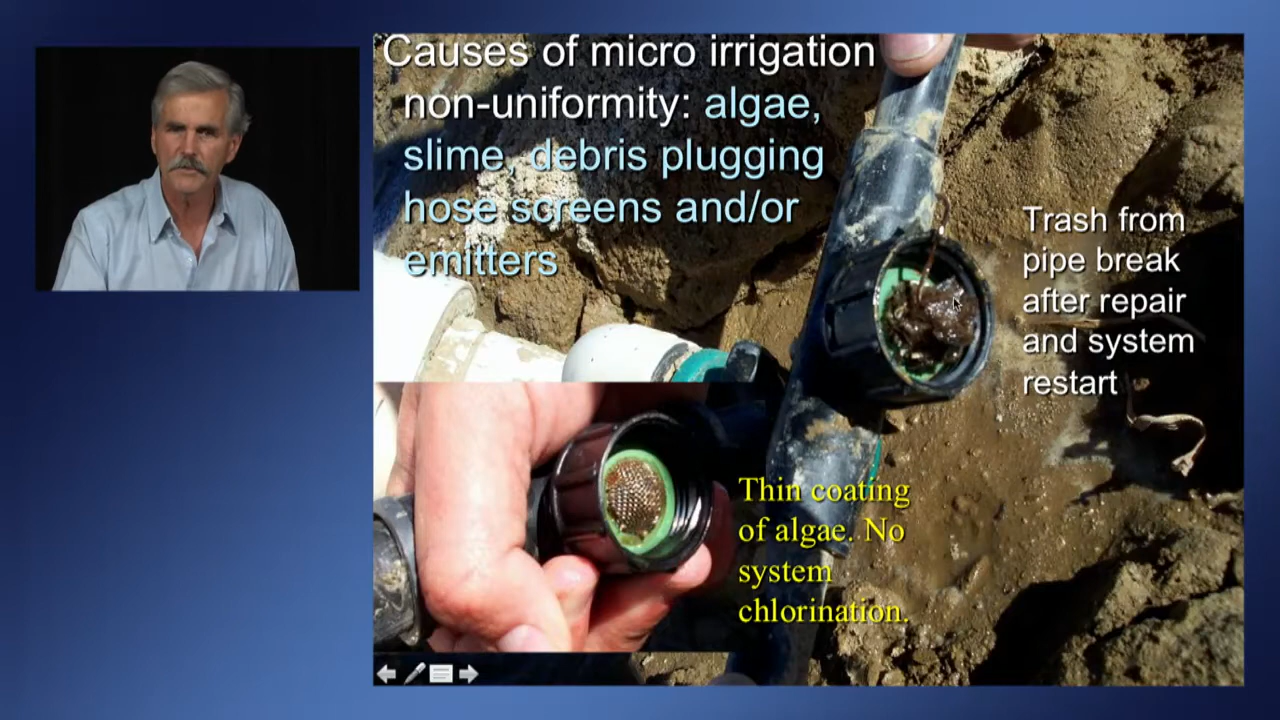 Causes of micro irrigation
non-uniformity: algae,
slime, debris plugging
hose screens and/or
emitters
Trash from
pipe break
after repair
and system
restart
Thin coating
of algae. No
system
chlorination.